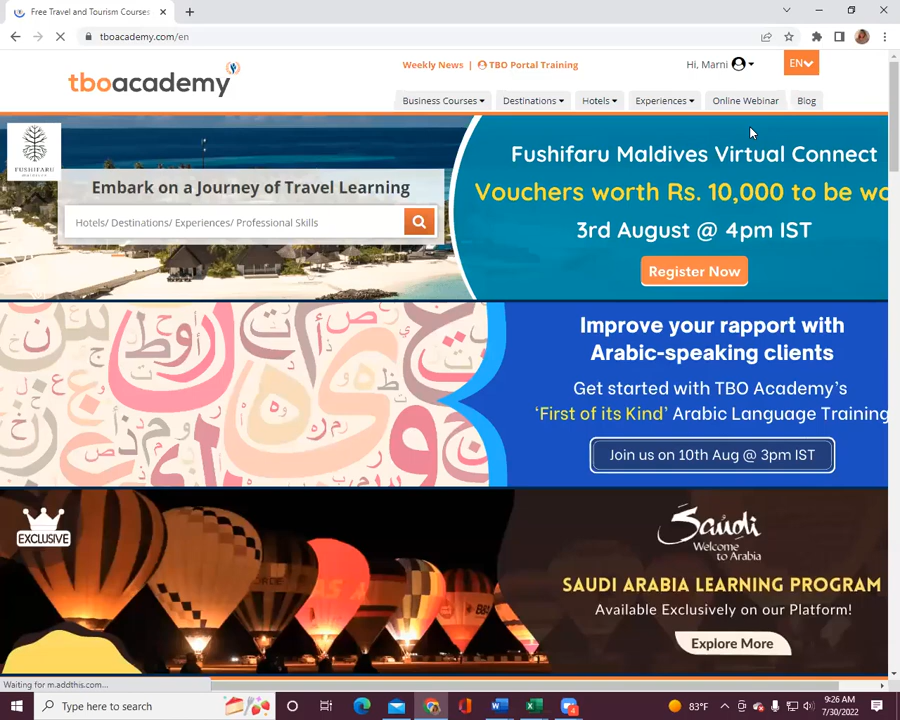 Free Travel and Tourism Courses
tboacademy.com/en
tboacademy
Weekly News | TBO Portal Training
Hi, Marni
EN
Business Courses
Destinations
Hotels
Experiences
Online Webinar
Blog
FUSHIFARU
Embark on a Journey of Travel Learning
Hotels/ Destinations/ Experiences/ Professional Skills
Fushifaru Maldives Virtual Connect
Vouchers worth Rs. 10,000 to be wo
3rd August @ 4pm IST
Register Now
Improve your rapport with
Arabic-speaking clients
Get started with TBO Academy's
'First of its Kind' Arabic Language Training
Join us on 10th Aug @ 3pm IST
EXCLUSIVE
Saudi
Welcome
to Arabia
SAUDI ARABIA LEARNING PROGRAM
Available Exclusively on our Platform!
Explore More
Waiting for m.addthis.com...
Type here to search
83°F
9:26 AM
7/30/2022